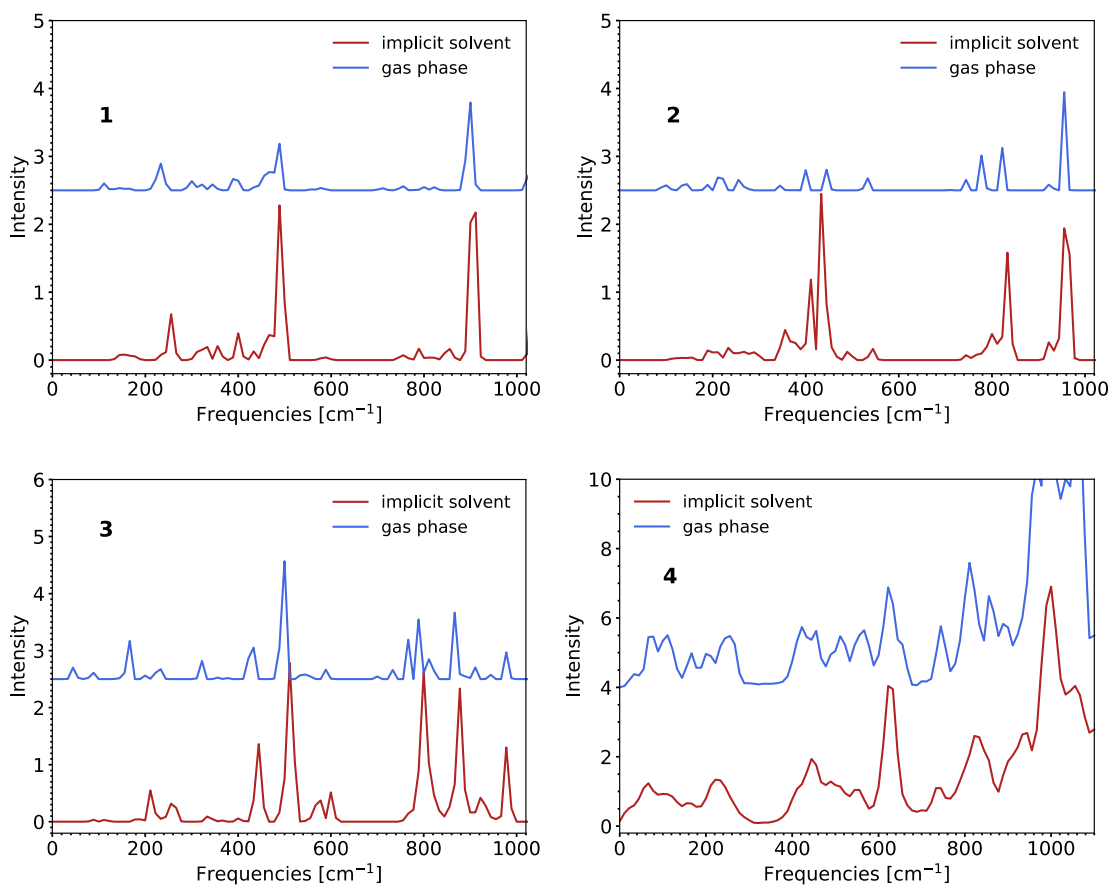 5
4
3
2
1
0
Intensity
1
implicit solvent
gas phase
0 200 400 600 800 1000
Frequencies [cm⁻¹]
5
4
3
2
1
0
Intensity
2
implicit solvent
gas phase
0 200 400 600 800 1000
Frequencies [cm⁻¹]
6
5
4
3
2
1
0
Intensity
3
implicit solvent
gas phase
0 200 400 600 800 1000
Frequencies [cm⁻¹]
10
8
6
4
2
0
Intensity
implicit solvent
gas phase
4
0 200 400 600 800 1000
Frequencies [cm⁻¹]